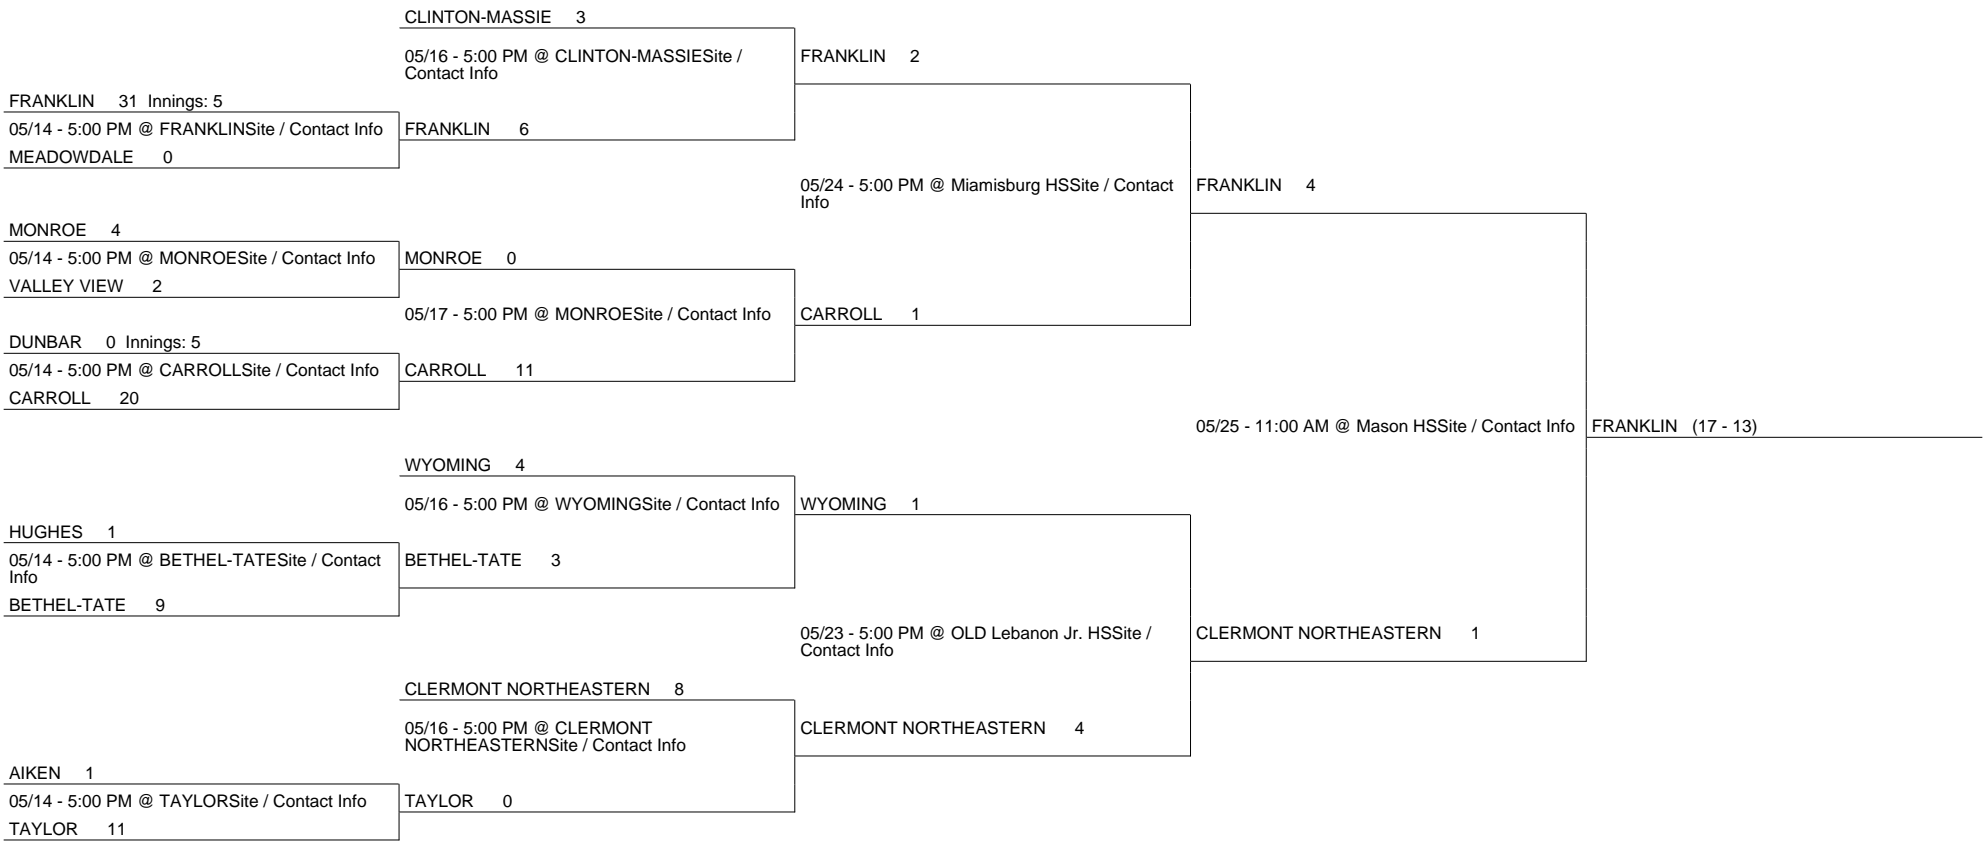 CLINTON-MASSIE 3
05/16 - 5:00 PM @ CLINTON-MASSIESite /
Contact Info
FRANKLIN 2
FRANKLIN 31 Innings: 5
05/14 - 5:00 PM @ FRANKLINSite / Contact Info
MEADOWDALE 0
FRANKLIN 6
05/24 - 5:00 PM @ Miamisburg HSSite / Contact
Info
FRANKLIN 4
MONROE 4
05/14 - 5:00 PM @ MONROESite / Contact Info
VALLEY VIEW 2
MONROE 0
05/17 - 5:00 PM @ MONROESite / Contact Info
CARROLL 1
DUNBAR 0 Innings: 5
05/14 - 5:00 PM @ CARROLLSite / Contact Info
CARROLL 20
CARROLL 11
05/25 - 11:00 AM @ Mason HSSite / Contact Info
FRANKLIN (17 - 13)
WYOMING 4
05/16 - 5:00 PM @ WYOMINGSite / Contact Info
WYOMING 1
HUGHES 1
05/14 - 5:00 PM @ BETHEL-TATESite / Contact
Info
BETHEL-TATE 9
BETHEL-TATE 3
05/23 - 5:00 PM @ OLD Lebanon Jr. HSSite /
Contact Info
CLERMONT NORTHEASTERN 1
CLERMONT NORTHEASTERN 8
05/16 - 5:00 PM @ CLERMONT
NORTHEASTERNSite / Contact Info
CLERMONT NORTHEASTERN 4
AIKEN 1
05/14 - 5:00 PM @ TAYLORSite / Contact Info
TAYLOR 11
TAYLOR 0